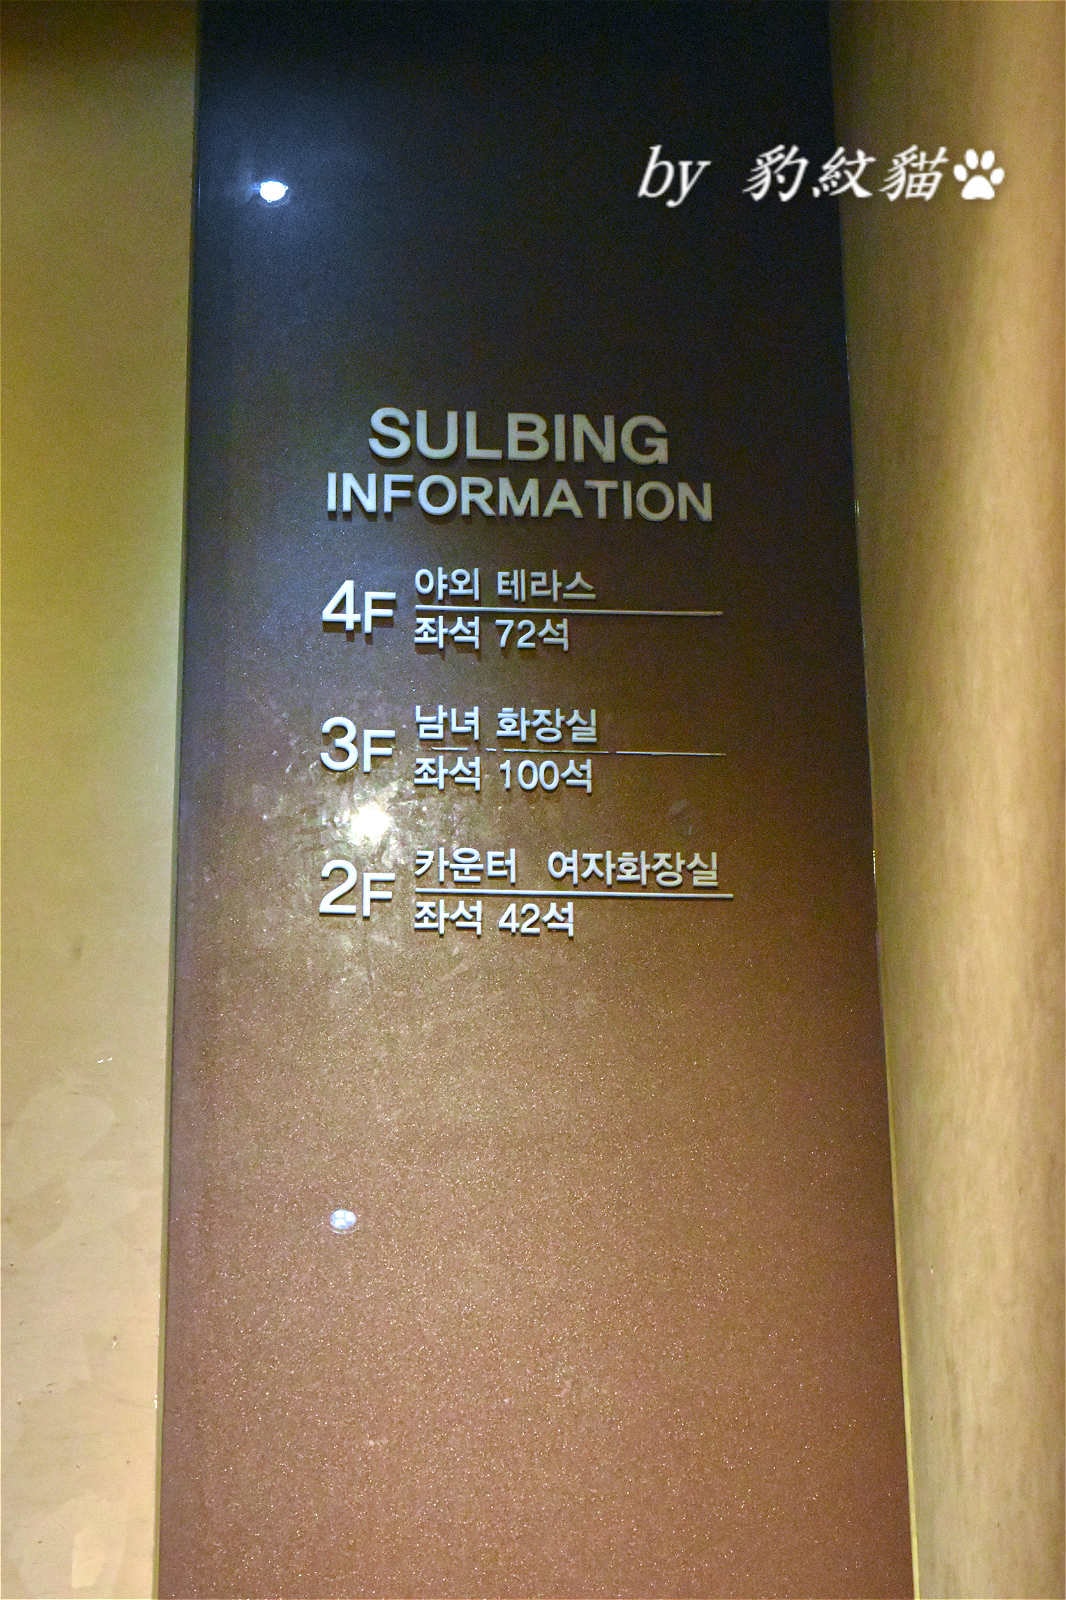 by 豹紋貓
SULBING
INFORMATION
4F 야외 테라스
좌석 72석
3F 남녀 화장실
좌석 100석
2F 카운터 여자화장실
좌석 42석